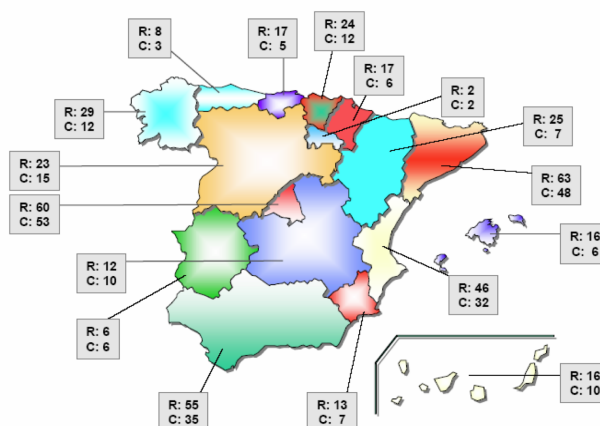 R: 8
C: 3
R: 17
C: 5
R: 24
C: 12
R: 17
C: 6
R: 2
C: 2
R: 29
C: 12
R: 25
C: 7
R: 23
C: 15
R: 63
C: 48
R: 60
C: 53
R: 16
C: 6
R: 12
C: 10
R: 46
C: 32
R: 6
C: 6
R: 16
C: 10
R: 55
C: 35
R: 13
C: 7